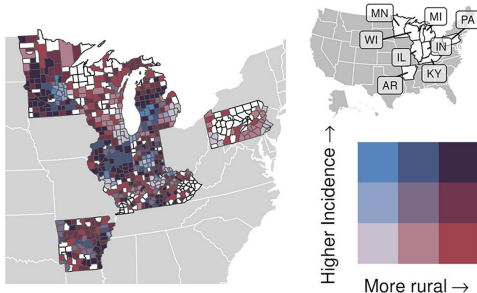 MN
MI
PA
WI
IL
IN
AR
KY
Higher Incidence →
More rural →